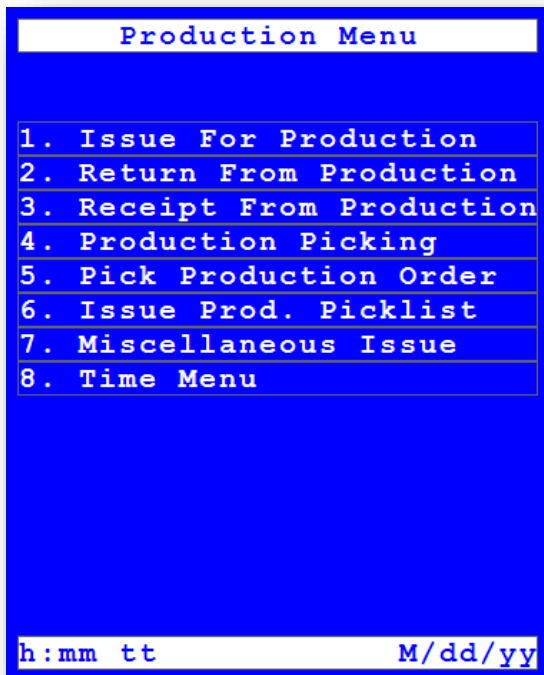 Production Menu
1. Issue For Production
2. Return From Production
3. Receipt From Production
4. Production Picking
5. Pick Production Order
6. Issue Prod. Picklist
7. Miscellaneous Issue
8. Time Menu
h:mm tt M/dd/yy